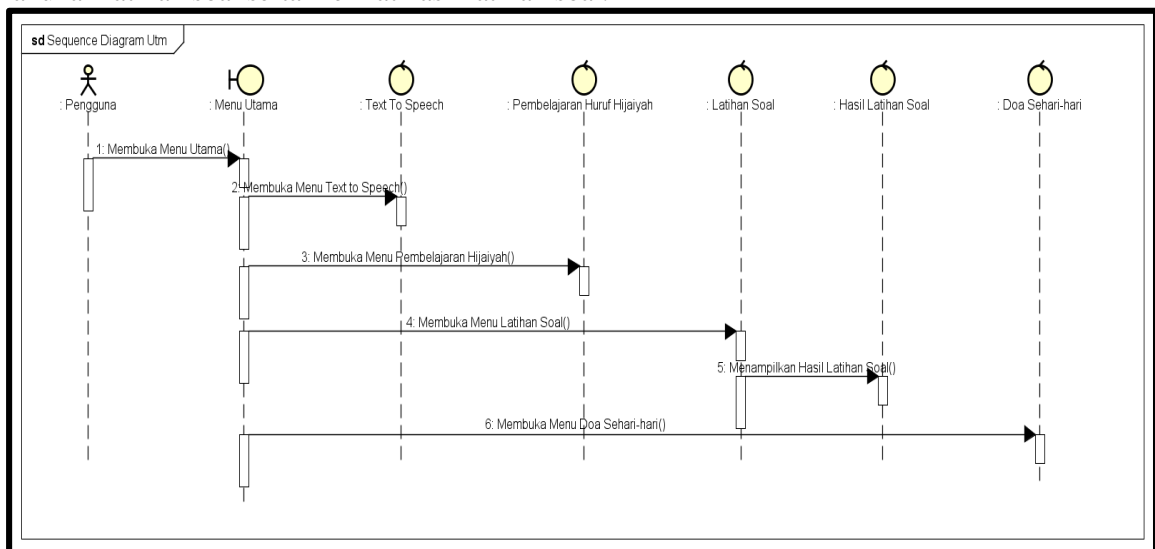 sd Sequence Diagram Utm
: Pengguna
: Menu Utama
: Text To Speech
: Pembelajaran Huruf Hijaiyah
: Latihan Soal
: Hasil Latihan Soal
: Doa Sehari-hari
1: Membuka Menu Utama()
2: Membuka Menu Text to Speech()
3: Membuka Menu Pembelajaran Hijaiyah()
4: Membuka Menu Latihan Soal()
5: Menampilkan Hasil Latihan Soal()
6: Membuka Menu Doa Sehari-hari()